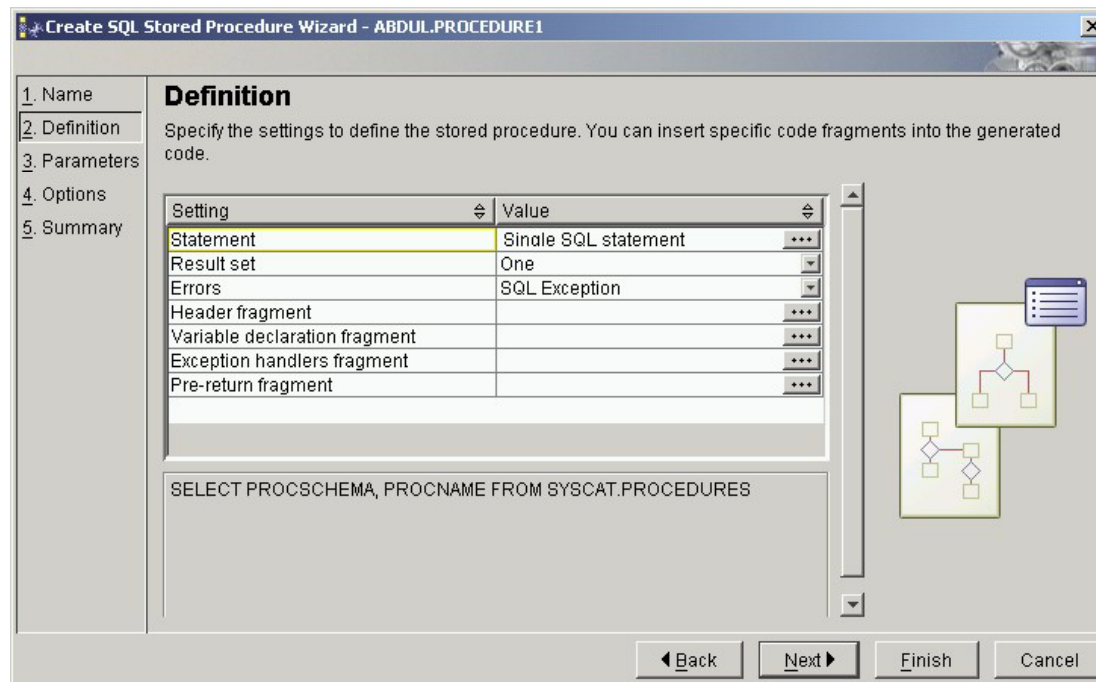 Create SQL Stored Procedure Wizard - ABDUL.PROCEDURE1
1. Name
2. Definition
3. Parameters
4. Options
5. Summary
Definition
Specify the settings to define the stored procedure. You can insert specific code fragments into the generated
code.
Setting Value
Statement Single SQL statement
Result set One
Errors SQL Exception
Header fragment
Variable declaration fragment
Exception handlers fragment
Pre-return fragment
SELECT PROCSCHEMA, PROCNAME FROM SYSCAT.PROCEDURES
Back Next Finish Cancel